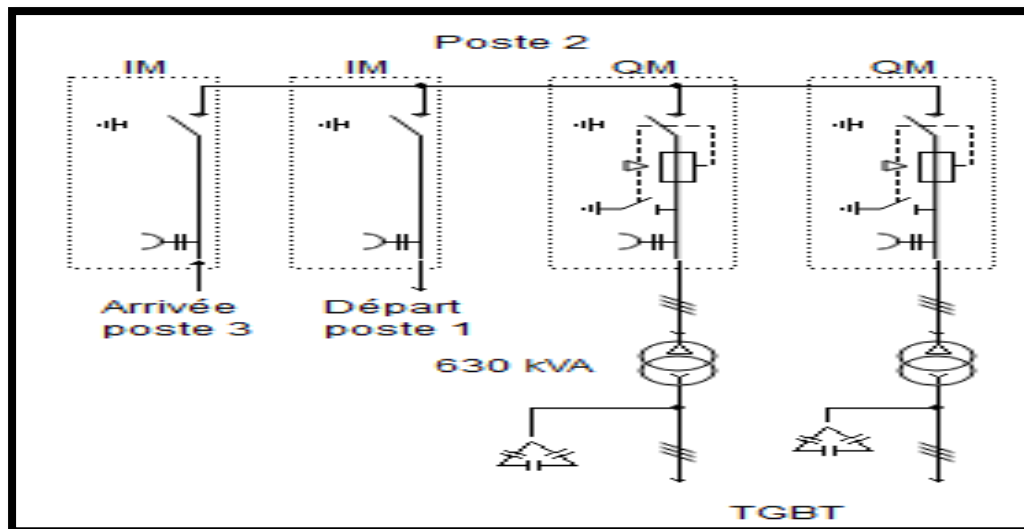 Poste 2
IM IM QM QM
Arrivée
poste 3
Départ
poste 1
630 kVA
TGBT